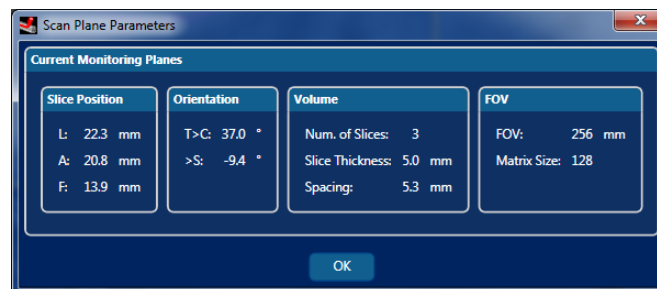 Scan Plane Parameters
Current Monitoring Planes
Slice Position
L: 22.3 mm
A: 20.8 mm
F: 13.9 mm
Orientation
T>C: 37.0 °
>S: -9.4 °
Volume
Num. of Slices: 3
Slice Thickness: 5.0 mm
Spacing: 5.3 mm
FOV
FOV: 256 mm
Matrix Size: 128
OK